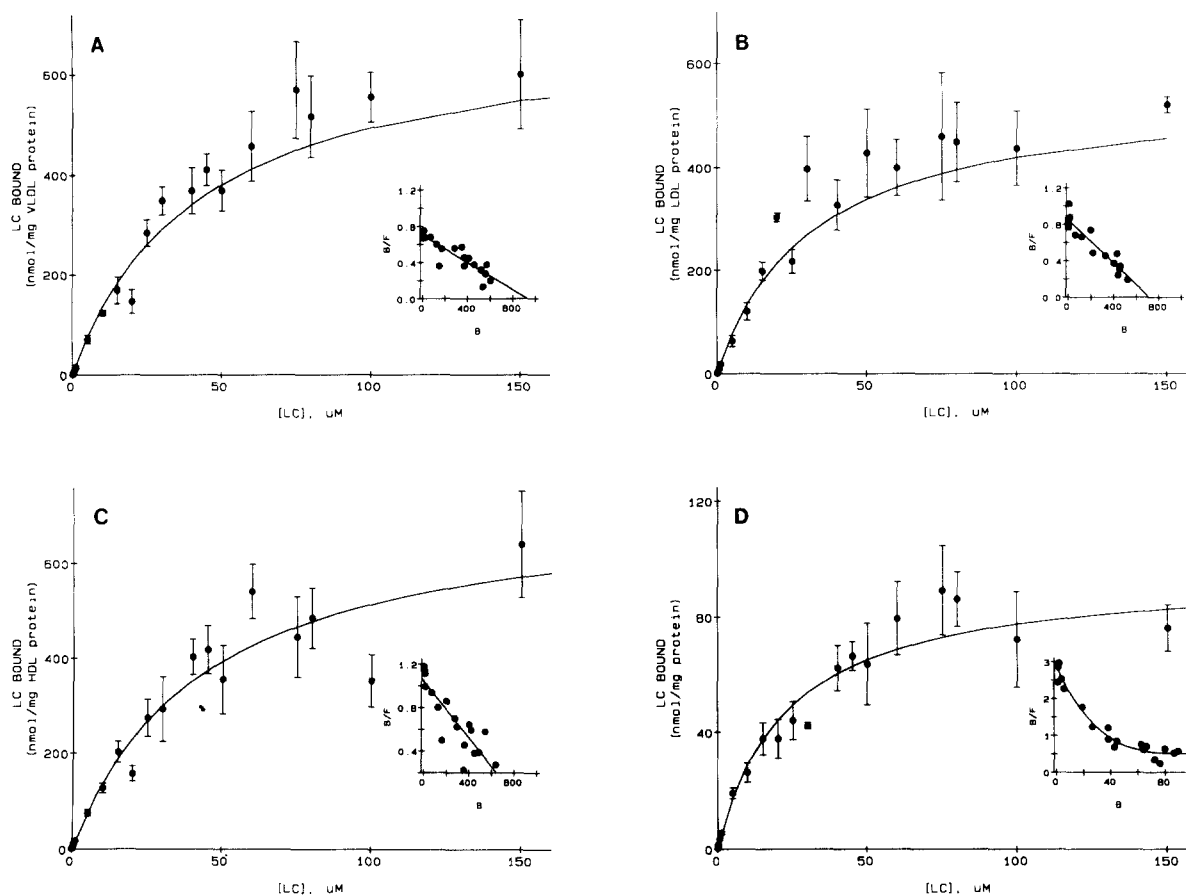 A
LC BOUND
(nmol/mg VLDL protein)
600
400
200
0
0
50
100
150
[LC], uM
1.2
0.8
0.4
0.0
B/F
0
400
800
B
B
LC BOUND
(nmol/mg LDL protein)
600
400
200
0
0
50
100
150
[LC], uM
1.2
0.8
0.4
0.0
B/F
0
400
800
B
C
LC BOUND
(nmol/mg HDL protein)
600
400
200
0
0
50
100
150
[LC], uM
1.2
0.8
0.4
B/F
0
400
800
B
D
LC BOUND
(nmol/mg protein)
120
80
40
0
0
50
100
150
[LC], uM
3
2
1
0
B/F
0
40
80
B